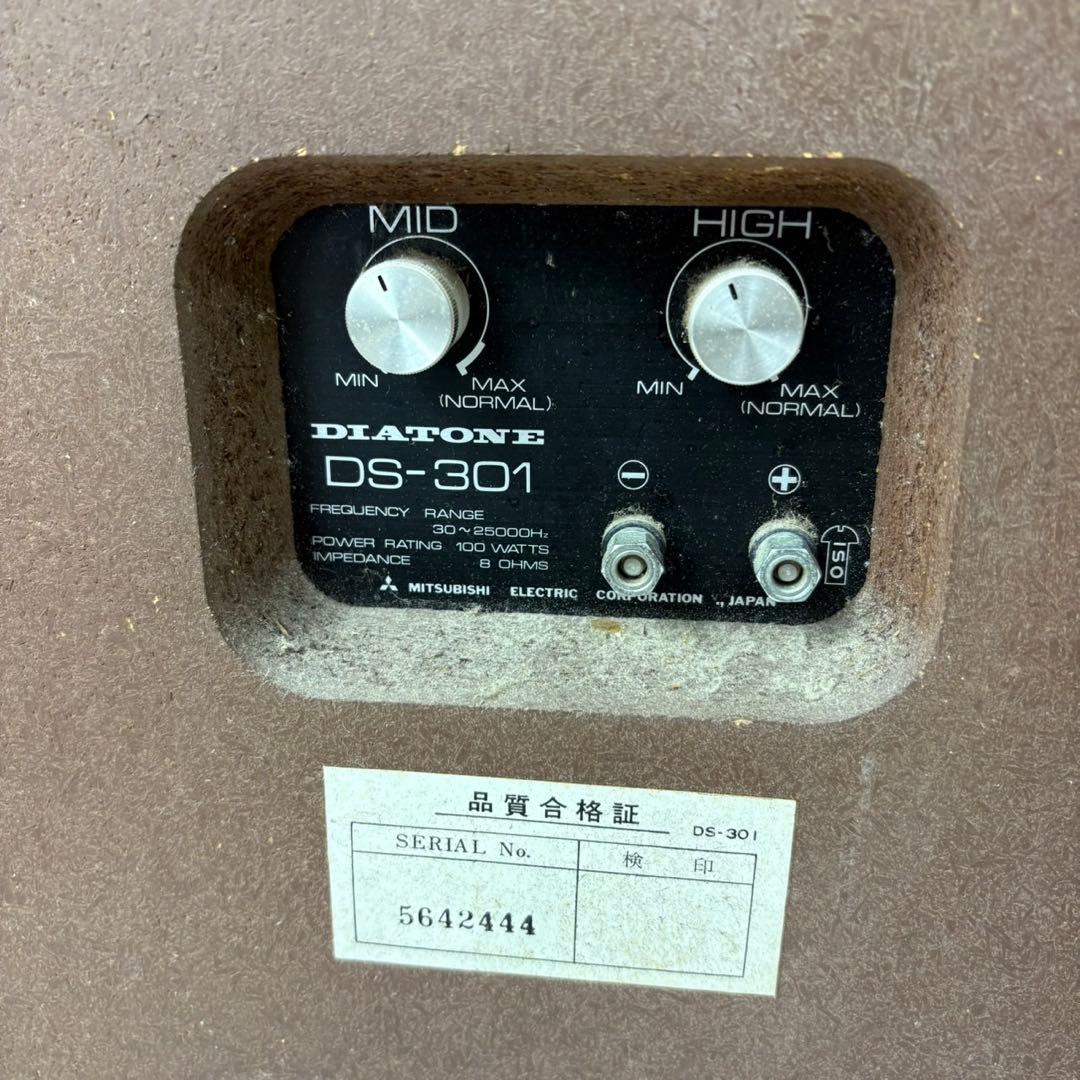 MID HIGH
MIN MAX (NORMAL) MIN MAX (NORMAL)
DIATONE
DS-301
− +
FREQUENCY RANGE
30~25000Hz
POWER RATING 100 WATTS
IMPEDANCE 8 OHMS
ISO
MITSUBISHI ELECTRIC CORPORATION ., JAPAN
品質合格証 DS-301
SERIAL No. 検印
5642444